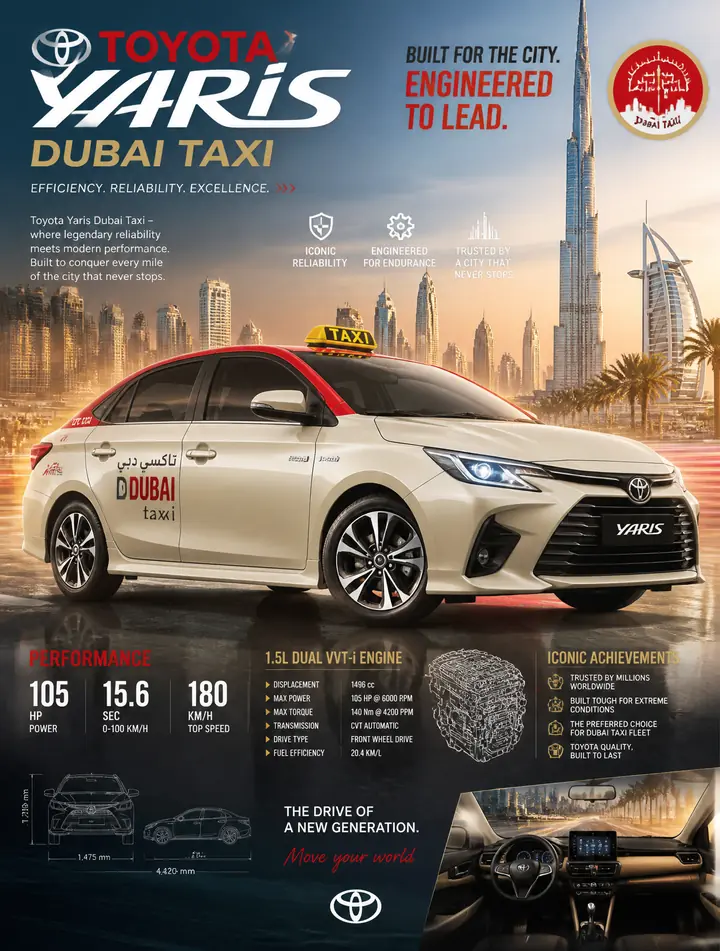 TOYOTA
YARiS
DUBAI TAXI
EFFICIENCY. RELIABILITY. EXCELLENCE. >>>
Toyota Yaris Dubai Taxi –
where legendary reliability
meets modern performance.
Built to conquer every mile
of the city that never stops.
BUILT FOR THE CITY.
ENGINEERED
TO LEAD.
DUBAI TAXI
ICONIC
RELIABILITY
ENGINEERED
FOR ENDURANCE
TRUSTED BY
A CITY THAT
NEVER STOPS
TAXI
تاكسي دبي
DUBAI
taxi
YARIS
PERFORMANCE
105
HP
POWER
15.6
SEC
0-100 KM/H
180
KM/H
TOP SPEED
1.5L DUAL VVT-i ENGINE
DISPLACEMENT 1496 cc
MAX POWER 105 HP @ 6000 RPM
MAX TORQUE 140 Nm @ 4200 RPM
TRANSMISSION CVT AUTOMATIC
DRIVE TYPE FRONT WHEEL DRIVE
FUEL EFFICIENCY 20.4 KM/L
ICONIC ACHIEVEMENTS
TRUSTED BY MILLIONS
WORLDWIDE
BUILT TOUGH FOR EXTREME
CONDITIONS
THE PREFERRED CHOICE
FOR DUBAI TAXI FLEET
TOYOTA QUALITY,
BUILT TO LAST
1,475 mm
4,420 mm
THE DRIVE OF
A NEW GENERATION.
Move your world